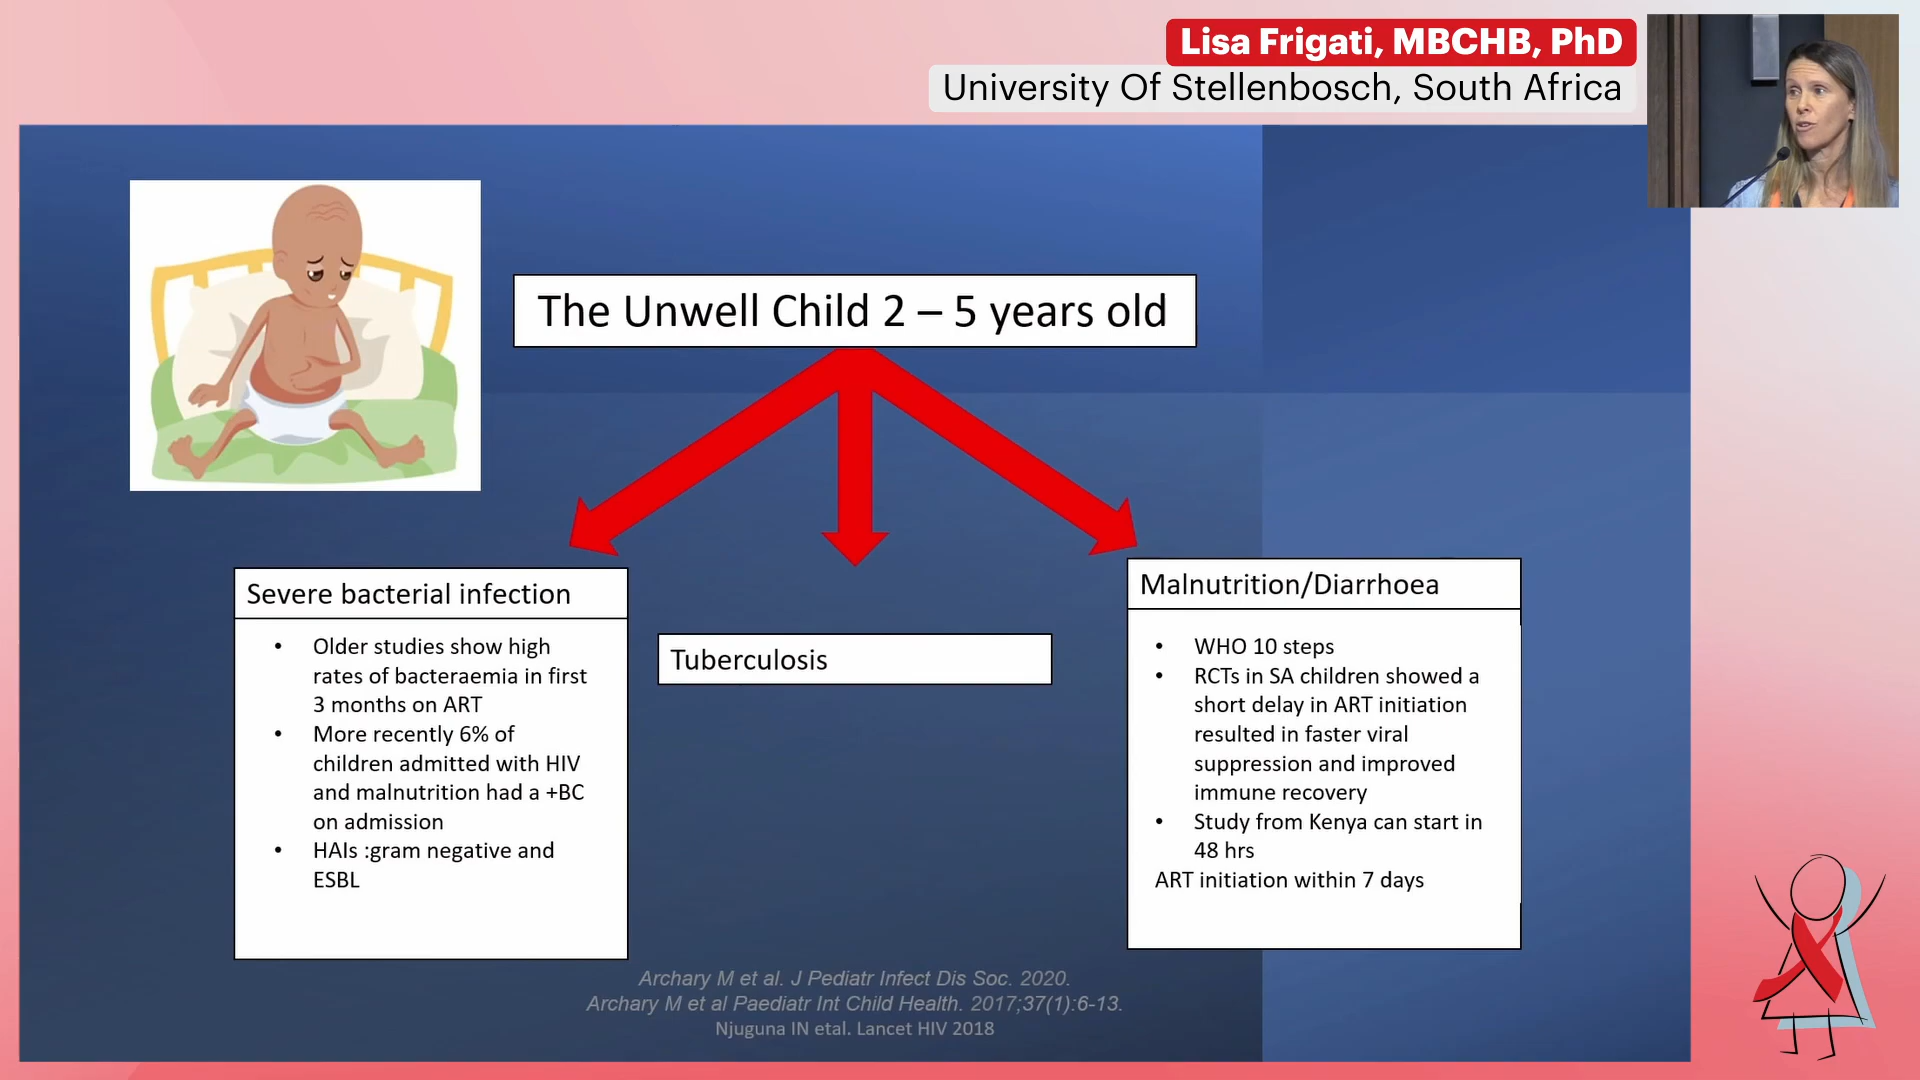 Lisa Frigati, MBCHB, PhD
University Of Stellenbosch, South Africa
The Unwell Child 2 – 5 years old
Severe bacterial infection
• Older studies show high
rates of bacteraemia in first
3 months on ART
• More recently 6% of
children admitted with HIV
and malnutrition had a +BC
on admission
• HAIs :gram negative and
ESBL
Tuberculosis
Malnutrition/Diarrhoea
• WHO 10 steps
• RCTs in SA children showed a
short delay in ART initiation
resulted in faster viral
suppression and improved
immune recovery
• Study from Kenya can start in
48 hrs
ART initiation within 7 days
Archary M et al. J Pediatr Infect Dis Soc. 2020.
Archary M et al Paediatr Int Child Health. 2017;37(1):6-13.
Njuguna IN etal. Lancet HIV 2018